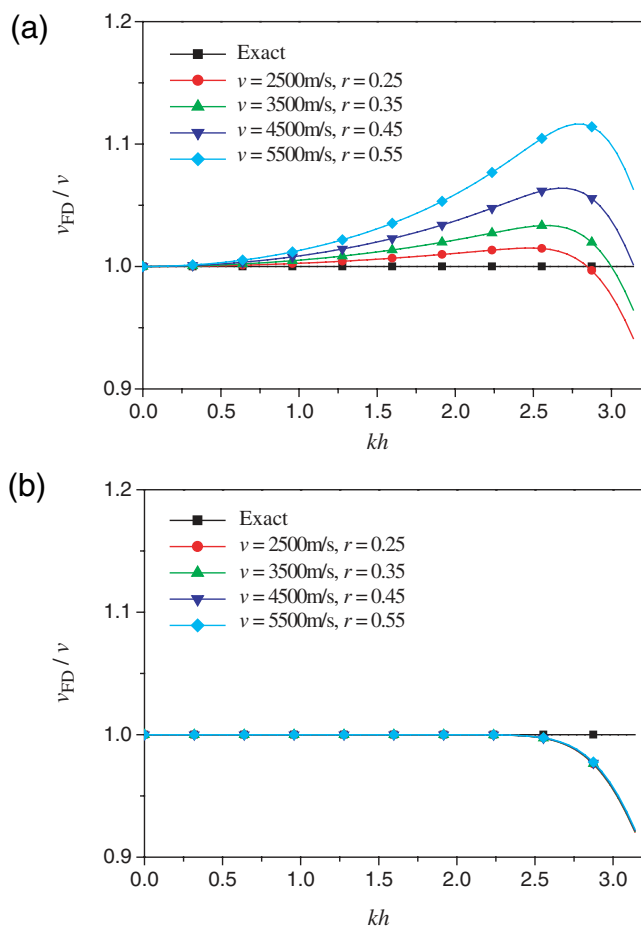 (a)
1.2
Exact
v = 2500m/s, r = 0.25
v = 3500m/s, r = 0.35
v = 4500m/s, r = 0.45
v = 5500m/s, r = 0.55
1.1
v_FD / v
1.0
0.9
0.0 0.5 1.0 1.5 2.0 2.5 3.0
kh
(b)
1.2
Exact
v = 2500m/s, r = 0.25
v = 3500m/s, r = 0.35
v = 4500m/s, r = 0.45
v = 5500m/s, r = 0.55
1.1
v_FD / v
1.0
0.9
0.0 0.5 1.0 1.5 2.0 2.5 3.0
kh